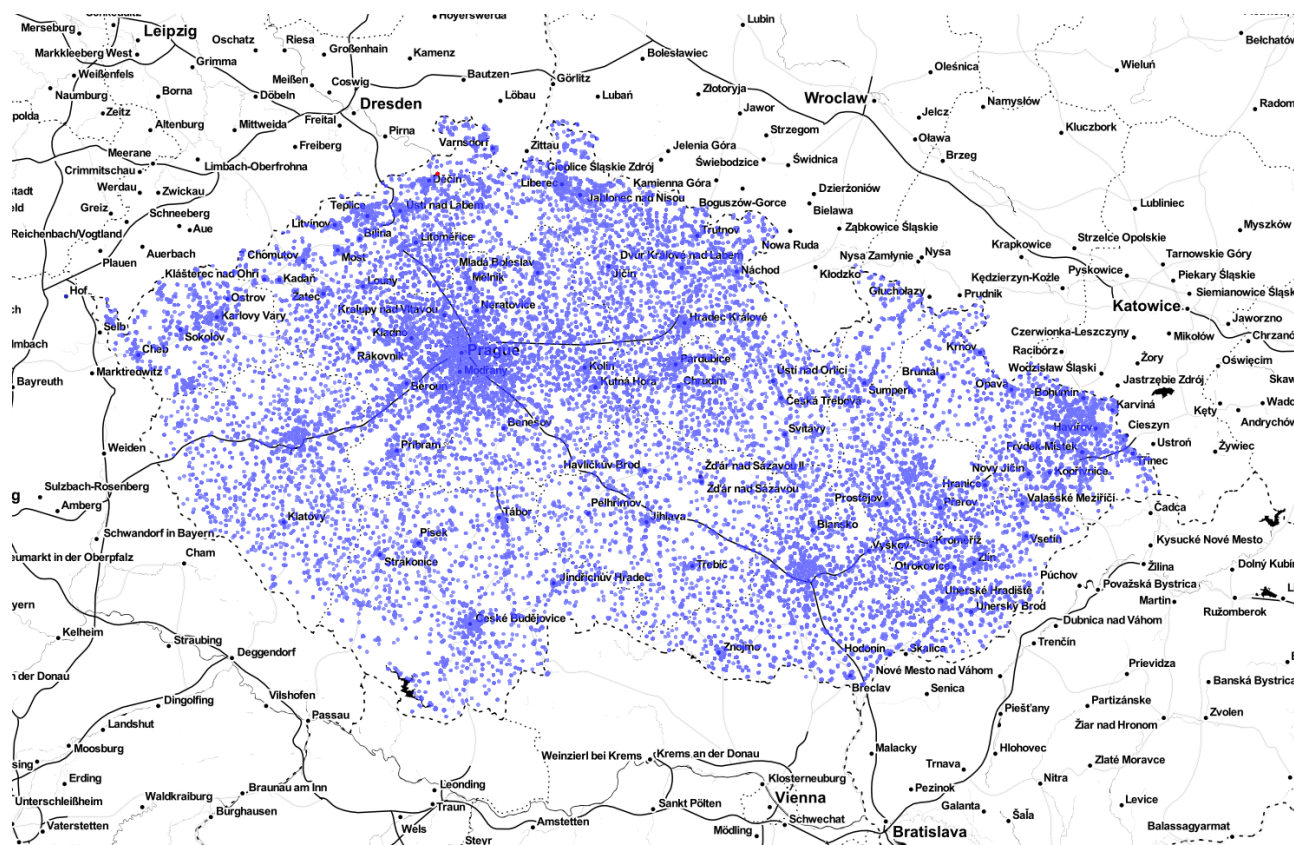 Merseburg
Leipzig
Oschatz
Riesa
Großenhain
Hoyerswerda
Kamenz
Lubin
Bolesławiec
Bełchatów
Markkleeberg West
Grimma
Weißenfels
Meißen
Coswig
Bautzen
Görlitz
Oleśnica
Wieluń
Naumburg
Borna
Döbeln
Dresden
Löbau
Lubań
Złotoryja
Wroclaw
Jelcz
Namysłów
Radom
polda
Zeitz
Altenburg
Mittweida
Freital
Pirna
Jawor
Strzegom
Oława
Kluczbork
Meerane
Limbach-Oberfrohna
Freiberg
Varnsdorf
Zittau
Jelenia Góra
Świebodzice
Świdnica
Brzeg
Crimmitschau
Werdau
Zwickau
Děčín
Cieplice Śląskie Zdrój
Liberec
Kamienna Góra
Dzierżoniów
stadt
Greiz
Schneeberg
Aue
Teplice
Ústí nad Labem
Jablonec nad Nisou
Boguszów-Gorce
Bielawa
Lubliniec
Litvínov
Bílina
Litoměřice
Trutnov
Ząbkowice Śląskie
Myszków
Reichenbach/Vogtland
Auerbach
Chomutov
Most
Nowa Ruda
Nysa
Krapkowice
Strzelce Opolskie
Plauen
Klášterec nad Ohří
Kadaň
Louny
Mladá Boleslav
Mělník
Jičín
Dvůr Králové nad Labem
Náchod
Kłodzko
Nysa Zamłynie
Kędzierzyn-Koźle
Pyskowice
Tarnowskie Góry
Piekary Śląskie
Hof
Ostrov
Žatec
Neratovice
Głuchołazy
Prudnik
Katowice
Siemianowice Śląsk
Karlovy Vary
Kralupy nad Vltavou
Hradec Králové
Jaworzno
Selb
Sokolov
Kladno
Czerwionka-Leszczyny
Mikołów
Chrzanó
Cheb
Rakovník
Prague
Krnov
Racibórz
Żory
Oświęcim
Marktredwitz
Modřany
Kolín
Pardubice
Ústí nad Orlicí
Bruntál
Wodzisław Śląski
Bayreuth
Beroun
Kutná Hora
Chrudim
Šumperk
Opava
Jastrzębie Zdrój
Skaw
Česká Třebová
Bohumín
Karviná
Kęty
Wado
Benešov
Svitavy
Havířov
Cieszyn
Andrychów
Weiden
Příbram
Frýdek-Místek
Ustroń
Żywiec
Havlíčkův Brod
Žďár nad Sázavou II
Třinec
Nový Jičín
Kopřivnice
Sulzbach-Rosenberg
Žďár nad Sázavou
Hranice
Valašské Meziříčí
Amberg
Pelhřimov
Prostějov
Přerov
Čadca
Klatovy
Tábor
Jihlava
Blansko
Schwandorf in Bayern
Písek
Vyškov
Kroměříž
Vsetín
Kysucké Nové Mesto
eumarkt in der Oberpfalz
Cham
Strakonice
Třebíč
Otrokovice
Zlín
Žilina
Dolný Kubín
Jindřichův Hradec
Púchov
Považská Bystrica
Uherské Hradiště
Uherský Brod
Martin
Ružomberok
yern
České Budějovice
Dubnica nad Váhom
Kelheim
Straubing
Znojmo
Hodonín
Skalica
Trenčín
Deggendorf
Nové Mesto nad Váhom
Prievidza
n der Donau
Břeclav
Senica
Banská Bystrica
Dingolfing
Vilshofen
Partizánske
Passau
Piešťany
Zvolen
Landshut
Žiar nad Hronom
Moosburg
Weinzierl bei Krems
Krems an der Donau
Malacky
Hlohovec
sing
Trnava
Zlaté Moravce
Erding
Klosterneuburg
Nitra
Leonding
Pezinok
Unterschleißheim
Waldkraiburg
Braunau am Inn
Traun
Sankt Pölten
Vienna
Galanta
Levice
Burghausen
Šaľa
Vaterstetten
Wels
Amstetten
Mödling
Schwechat
Bratislava
Balassagyarmat
Steyr